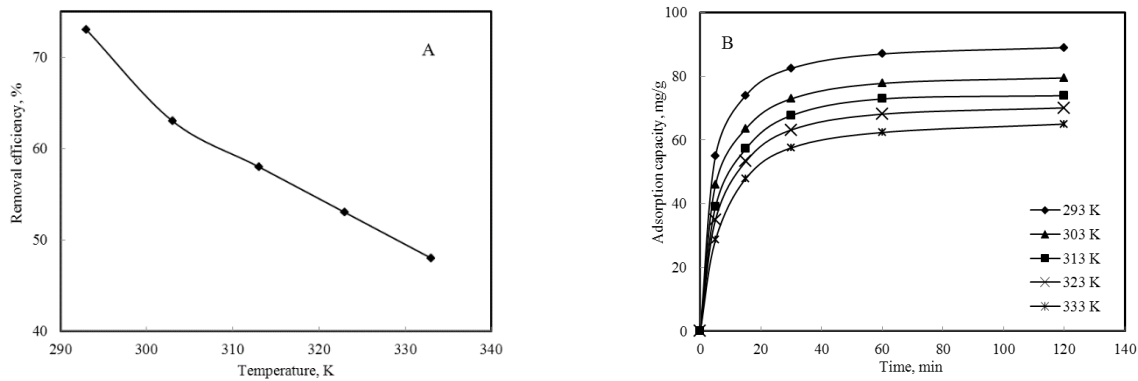 A
Removal efficiency, %
70
60
50
40
290 300 310 320 330 340
Temperature, K
B
Adsorption capacity, mg/g
100
80
60
40
20
0
293 K
303 K
313 K
323 K
333 K
0 20 40 60 80 100 120 140
Time, min